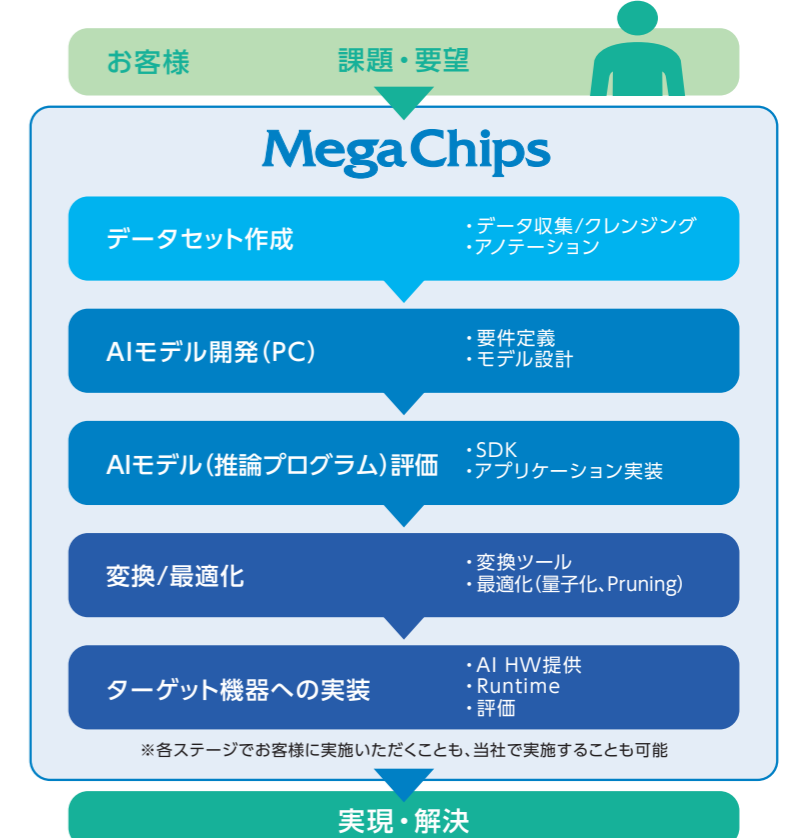 お客様 課題・要望
MegaChips
データセット作成
・データ収集/クレンジング
・アノテーション
AIモデル開発(PC)
・要件定義
・モデル設計
AIモデル(推論プログラム)評価
・SDK
・アプリケーション実装
変換/最適化
・変換ツール
・最適化(量子化、Pruning)
ターゲット機器への実装
・AI HW提供
・Runtime
・評価
※各ステージでお客様に実施いただくことも、当社で実施することも可能
実現・解決